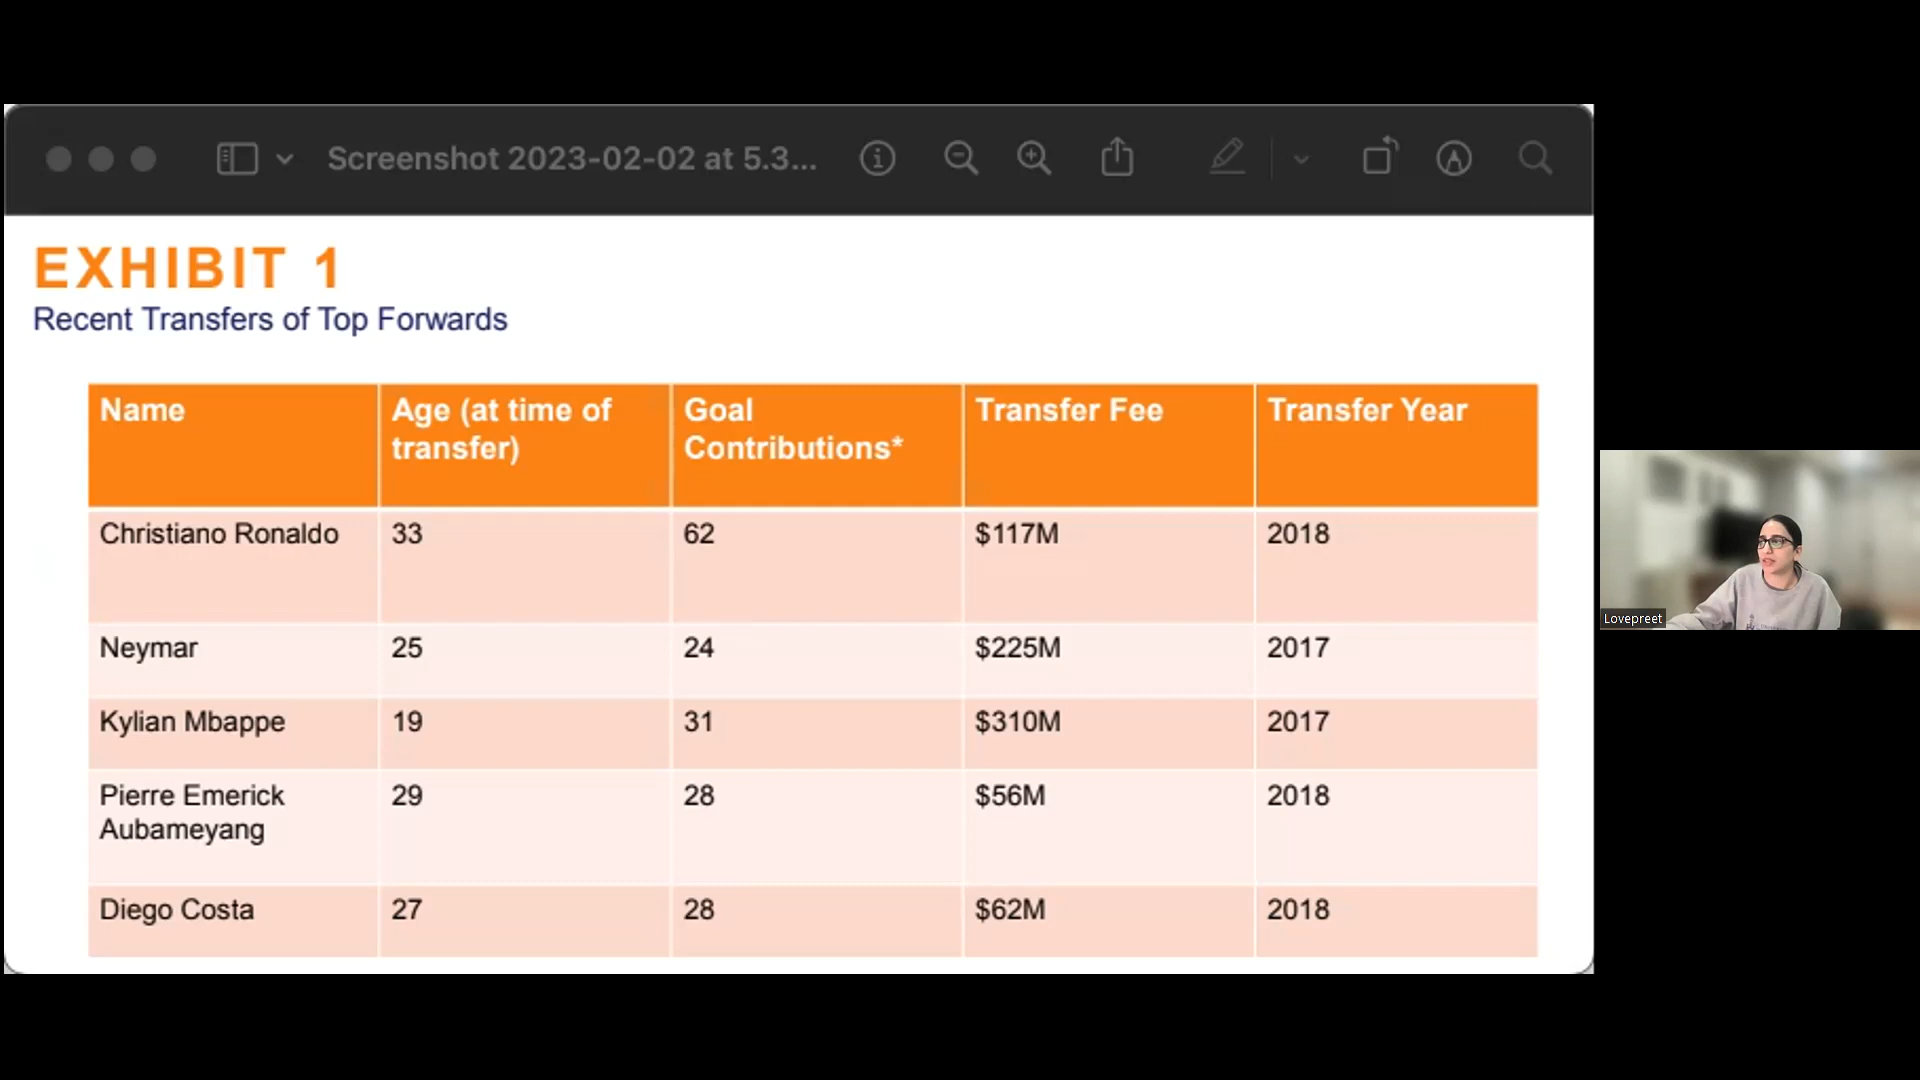 Screenshot 2023-02-02 at 5.3...
EXHIBIT 1
Recent Transfers of Top Forwards
Name Age (at time of transfer) Goal Contributions* Transfer Fee Transfer Year
Christiano Ronaldo 33 62 $117M 2018
Neymar 25 24 $225M 2017
Kylian Mbappe 19 31 $310M 2017
Pierre Emerick Aubameyang 29 28 $56M 2018
Diego Costa 27 28 $62M 2018
Lovepreet